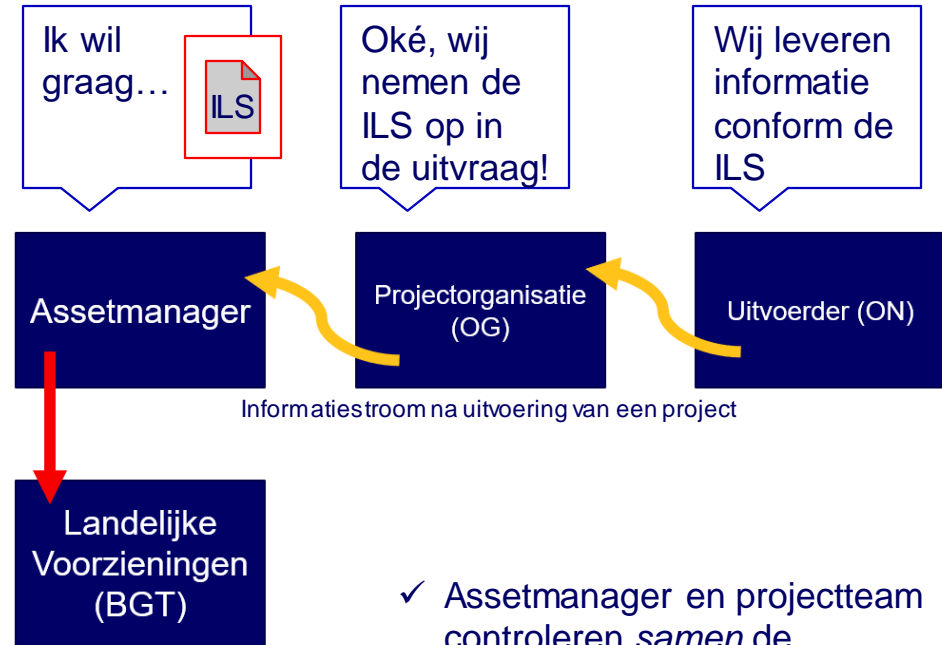 Ik wil
graag…
ILS
Oké, wij
nemen de
ILS op in
de uitvraag!
Wij leveren
informatie
conform de
ILS
Assetmanager
Projectorganisatie
(OG)
Uitvoerder (ON)
Informatiestroom na uitvoering van een project
Landelijke
Voorzieningen
(BGT)
✓ Assetmanager en projectteam
controleren samen de